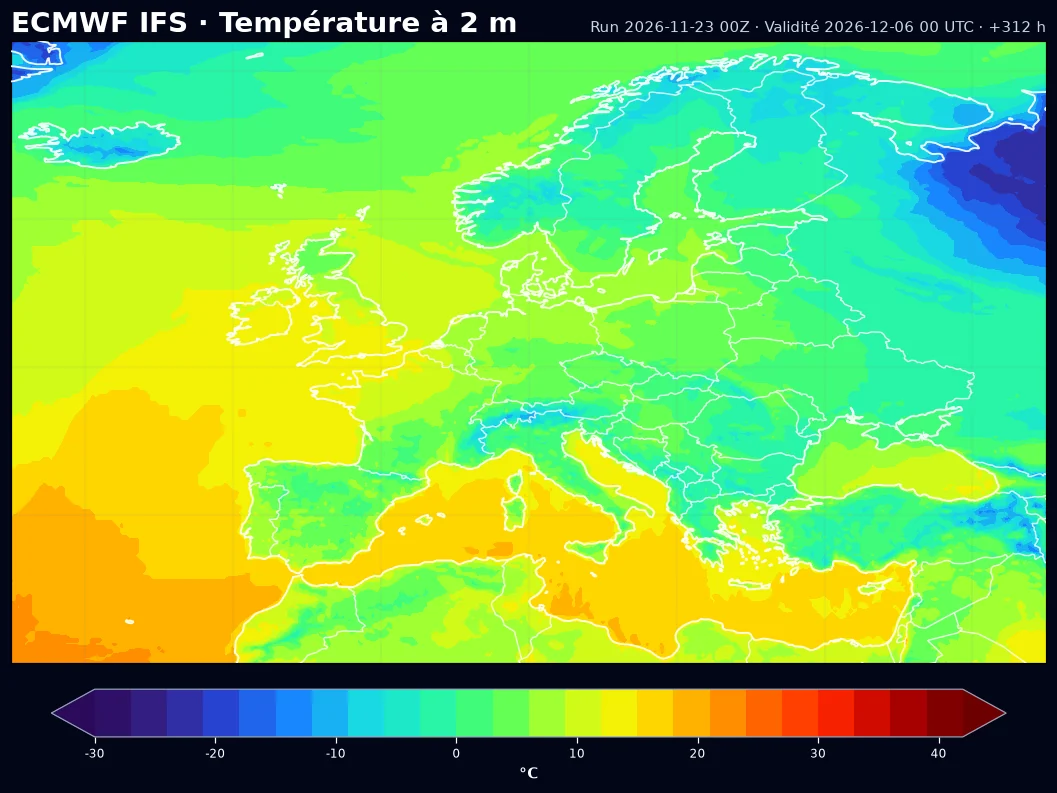 ECMWF IFS · Température à 2 m
Run 2026-11-23 00Z · Validité 2026-12-06 00 UTC · +312 h
-30 -20 -10 0 10 20 30 40
°C